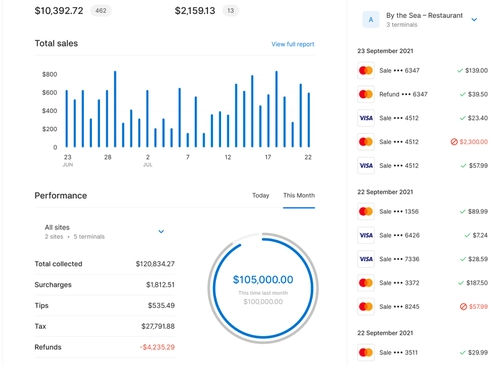 $10,392.72 462 $2,159.13 13
Total sales View full report
$800
$600
$400
$200
0
23 28 2 7 12 17 22
JUN JUL
Performance Today This Month
All sites
2 sites • 5 terminals
Total collected $120,834.27
Surcharges $1,812.51
Tips $535.49
Tax $27,791.88
Refunds -$4,235.29
$105,000.00
This time last month
$100,000.00
A By the Sea – Restaurant
3 terminals
23 September 2021
Sale ••• 6347 $139.00
Refund ••• 6347 $39.50
VISA Sale ••• 4512 $23.40
Sale ••• 4512 $2,300.00
VISA Sale ••• 4512 $57.99
22 September 2021
Sale ••• 1356 $89.99
VISA Sale ••• 6426 $7.24
VISA Sale ••• 7336 $28.59
Sale ••• 3372 $187.50
Sale ••• 8245 $57.99
22 September 2021
Sale ••• 3511 $29.99